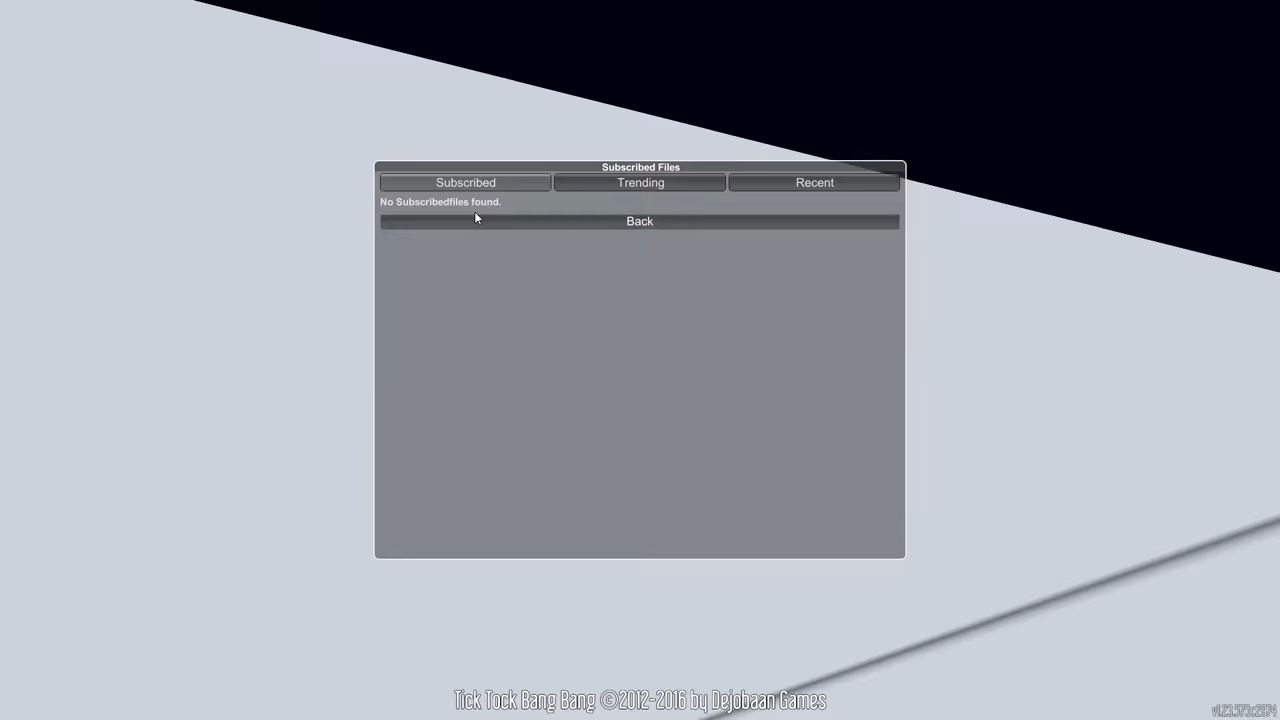 Subscribed Files
Subscribed Trending Recent
No Subscribedfiles found.
Back
Tick Tock Bang Bang ©2012-2016 by Dejobaan Games